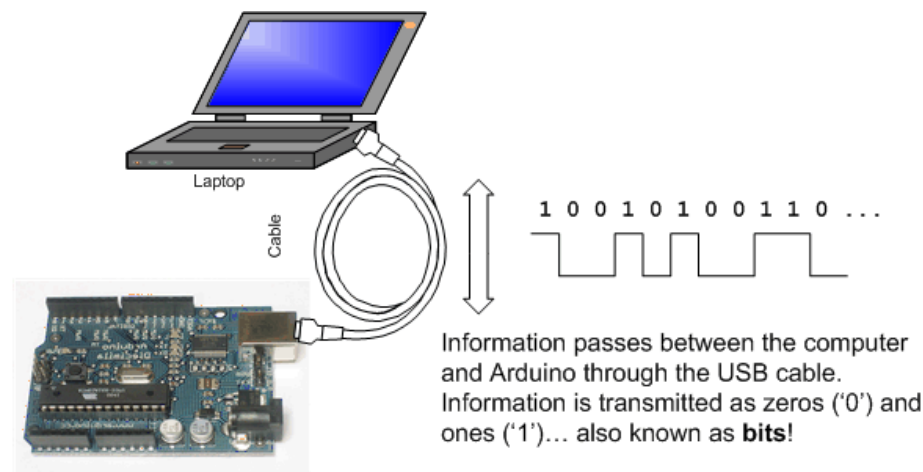 Laptop
Cable
1 0 0 1 0 1 0 0 1 1 0 ...
Information passes between the computer
and Arduino through the USB cable.
Information is transmitted as zeros ('0') and
ones ('1')... also known as bits!
Arduino